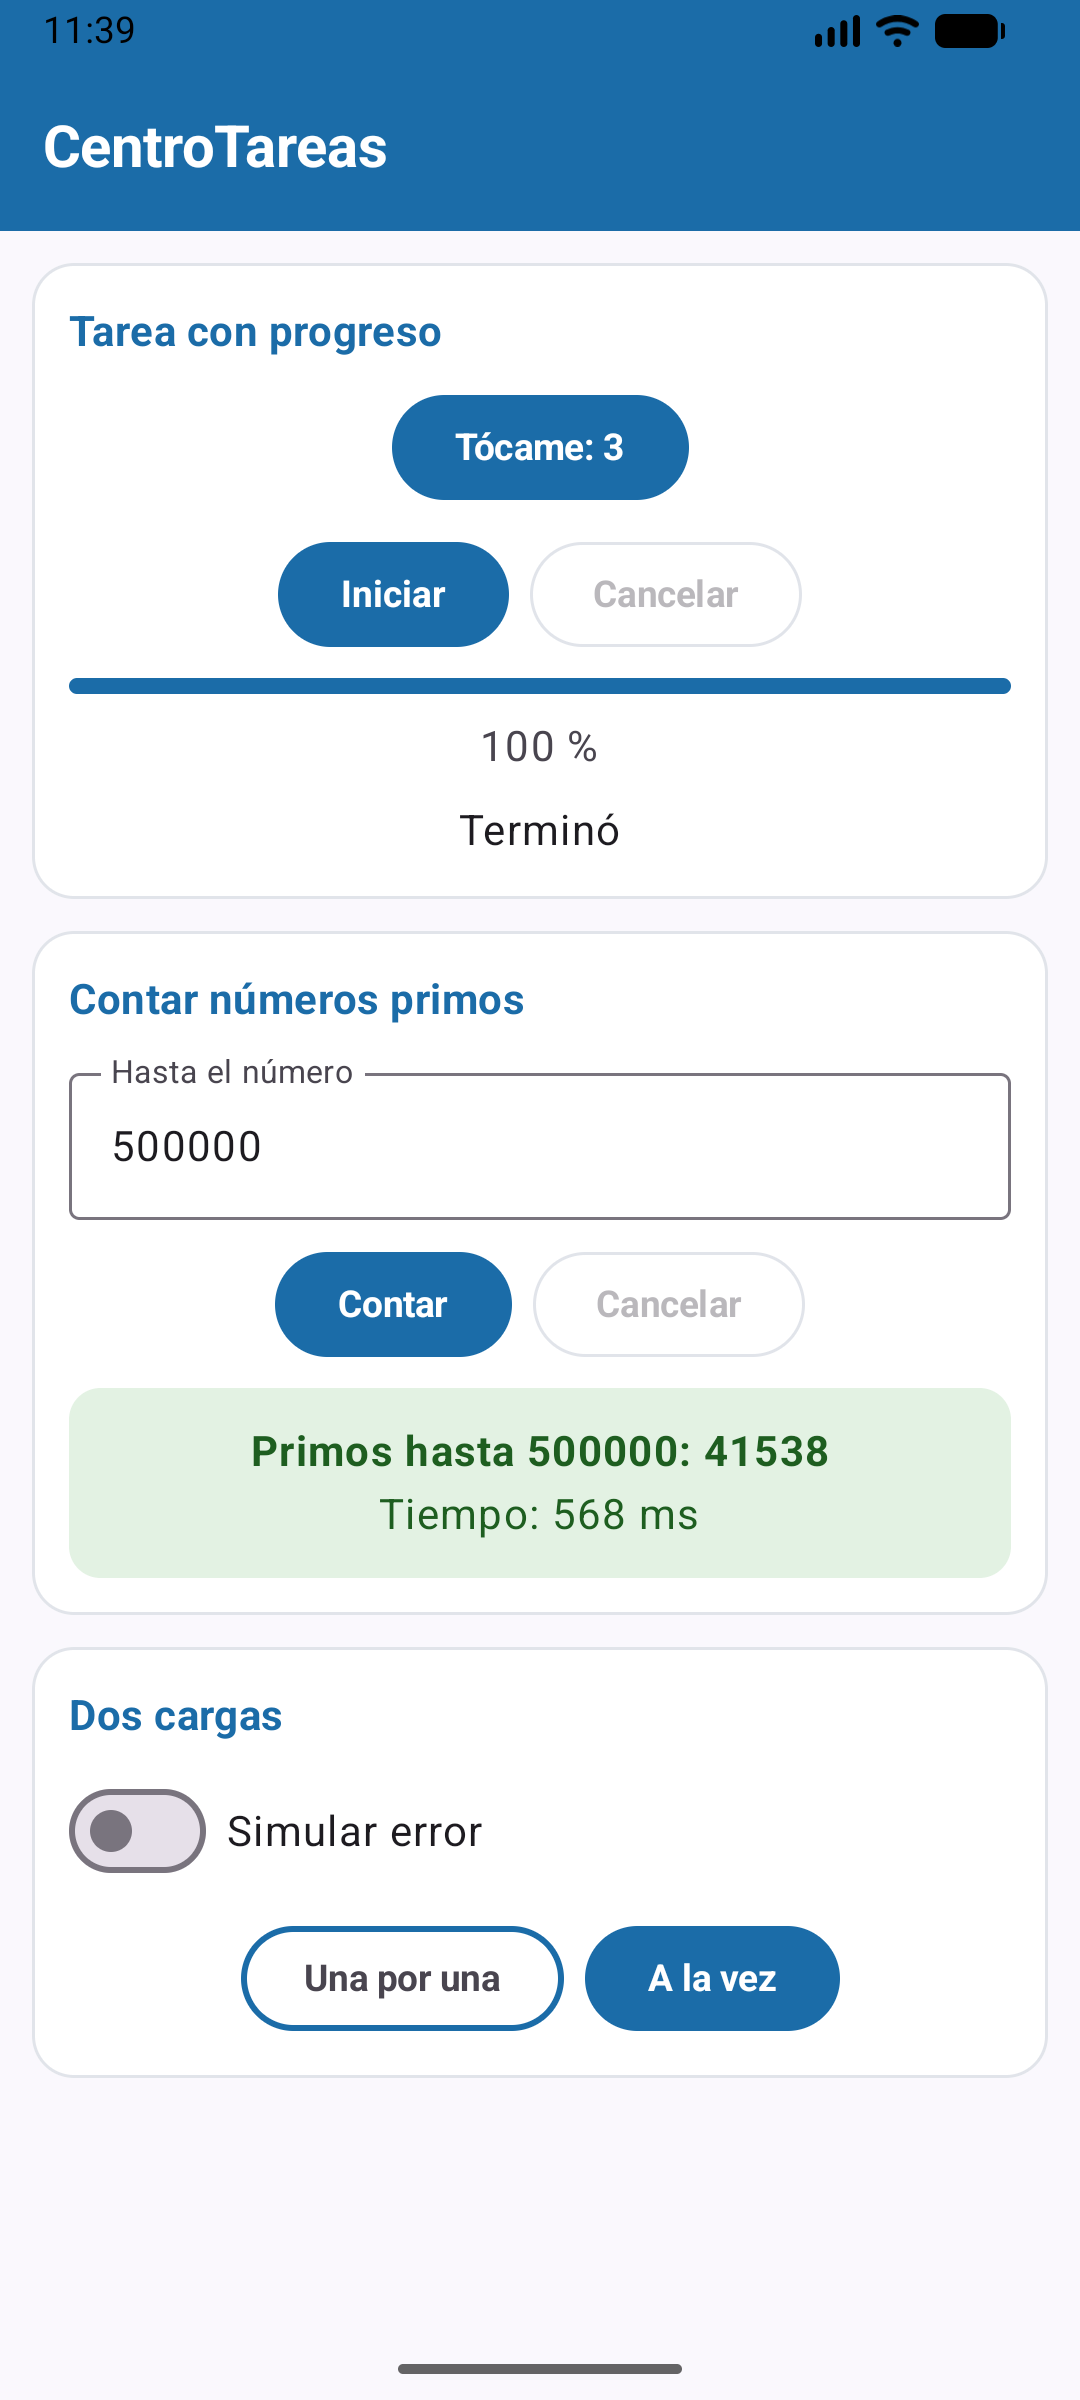 11:39
CentroTareas
Tarea con progreso
Tócame: 3
Iniciar
Cancelar
100 %
Terminó
Contar números primos
Hasta el número
500000
Contar
Cancelar
Primos hasta 500000: 41538
Tiempo: 568 ms
Dos cargas
Simular error
Una por una
A la vez